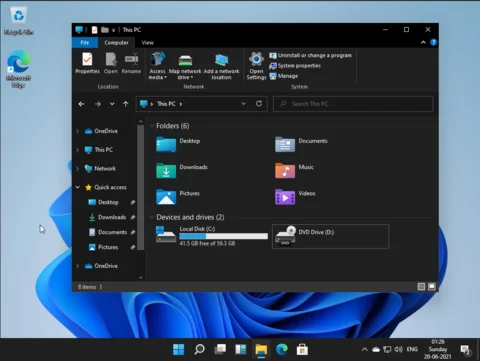 Recycle Bin
Microsoft
Edge
This PC
File
Computer
View
Properties
Open
Rename
Location
Access
media
Map network
drive
Add a network
location
Network
Open
Settings
Uninstall or change a program
System properties
Manage
System
This PC
Search This PC
OneDrive
This PC
Network
Quick access
Desktop
Downloads
Documents
Pictures
OneDrive
Folders (6)
Desktop
Documents
Downloads
Music
Pictures
Videos
Devices and drives (2)
Local Disk (C:)
41.5 GB free of 59.3 GB
DVD Drive (D:)
DVD
8 items
ENG
01:26
Sunday
20-06-2021
2